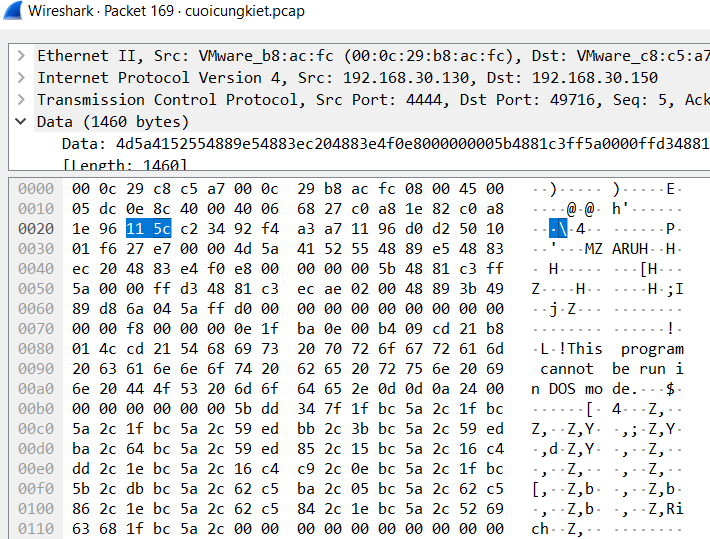 Wireshark · Packet 169 · cuoicungkiet.pcap
Ethernet II, Src: VMware_b8:ac:fc (00:0c:29:b8:ac:fc), Dst: VMware_c8:c5:a7
Internet Protocol Version 4, Src: 192.168.30.130, Dst: 192.168.30.150
Transmission Control Protocol, Src Port: 4444, Dst Port: 49716, Seq: 5, Ack
Data (1460 bytes)
Data: 4d5a4152554889e54883ec204883e4f0e8000000005b4881c3ff5a0000ffd34881
[Length: 1460]
0000 00 0c 29 c8 c5 a7 00 0c 29 b8 ac fc 08 00 45 00 ··)·····)·····E·
0010 05 dc 0e 8c 40 00 40 06 68 27 c0 a8 1e 82 c0 a8 ····@·@·h'······
0020 1e 96 11 5c c2 34 92 f4 a3 a7 11 96 d0 d2 50 10 ···\·4········P·
0030 01 f6 27 e7 00 00 4d 5a 41 52 55 48 89 e5 48 83 ··'···MZ ARUH··H·
0040 ec 20 48 83 e4 f0 e8 00 00 00 00 5b 48 81 c3 ff · H········[H···
0050 5a 00 00 ff d3 48 81 c3 ec ae 02 00 48 89 3b 49 Z····H······H·;I
0060 89 d8 6a 04 5a ff d0 00 00 00 00 00 00 00 00 00 ··j·Z···········
0070 00 00 f8 00 00 00 0e 1f ba 0e 00 b4 09 cd 21 b8 ··············!·
0080 01 4c cd 21 54 68 69 73 20 70 72 6f 67 72 61 6d ·L·!This program
0090 20 63 61 6e 6e 6f 74 20 62 65 20 72 75 6e 20 69 cannot be run i
00a0 6e 20 44 4f 53 20 6d 6f 64 65 2e 0d 0d 0a 24 00 n DOS mode.···$·
00b0 00 00 00 00 00 00 5b dd 34 7f 1f bc 5a 2c 1f bc ······[·4···Z,··
00c0 5a 2c 1f bc 5a 2c 59 ed bb 2c 3b bc 5a 2c 59 ed Z,··Z,Y··,;·Z,Y·
00d0 ba 2c 64 bc 5a 2c 59 ed 85 2c 15 bc 5a 2c 16 c4 ·,d·Z,Y··,··Z,··
00e0 dd 2c 1e bc 5a 2c 16 c4 c9 2c 0e bc 5a 2c 1f bc ·,··Z,···,··Z,··
00f0 5b 2c db bc 5a 2c 62 c5 ba 2c 05 bc 5a 2c 62 c5 [,··Z,b··,··Z,b·
0100 86 2c 1e bc 5a 2c 62 c5 84 2c 1e bc 5a 2c 52 69 ·,··Z,b··,··Z,Ri
0110 63 68 1f bc 5a 2c 00 00 00 00 00 00 00 00 00 00 ch··Z,··········